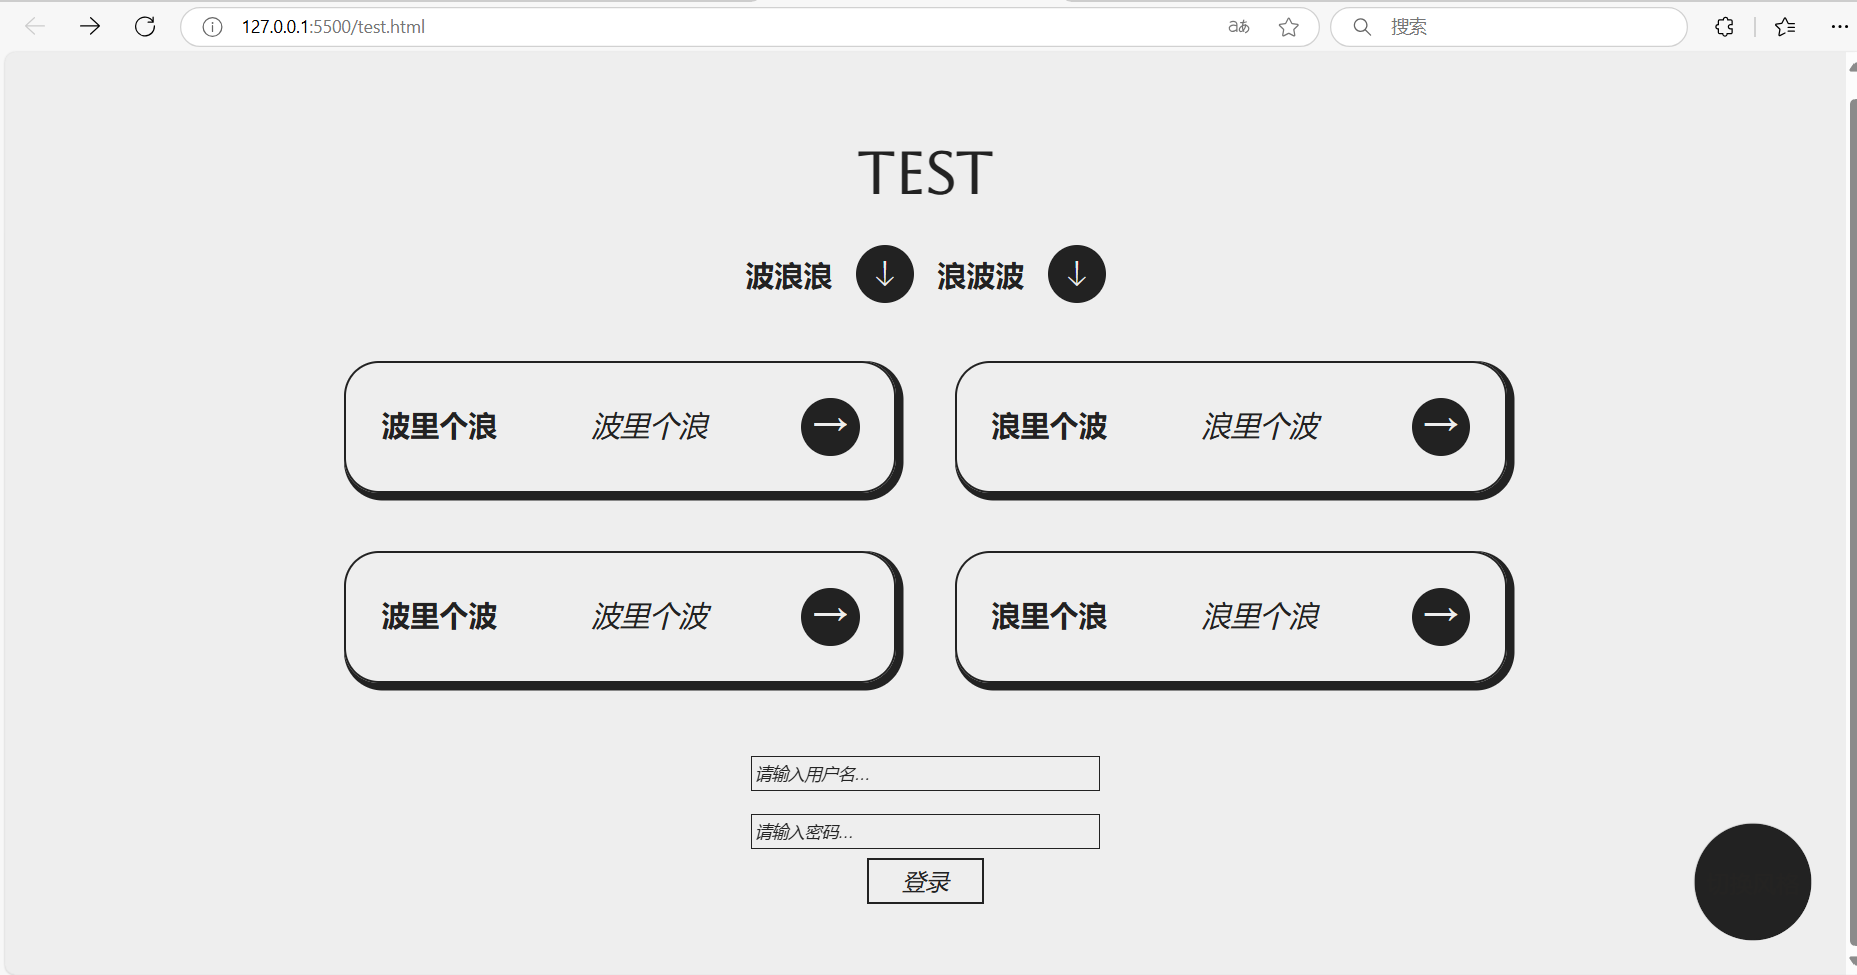 127.0.0.1:5500/test.html
aあ
搜索
TEST
波浪浪 ↓ 浪波波 ↓
波里个浪 波里个浪 →
浪里个波 浪里个波 →
波里个波 波里个波 →
浪里个浪 浪里个浪 →
请输入用户名...
请输入密码...
登录